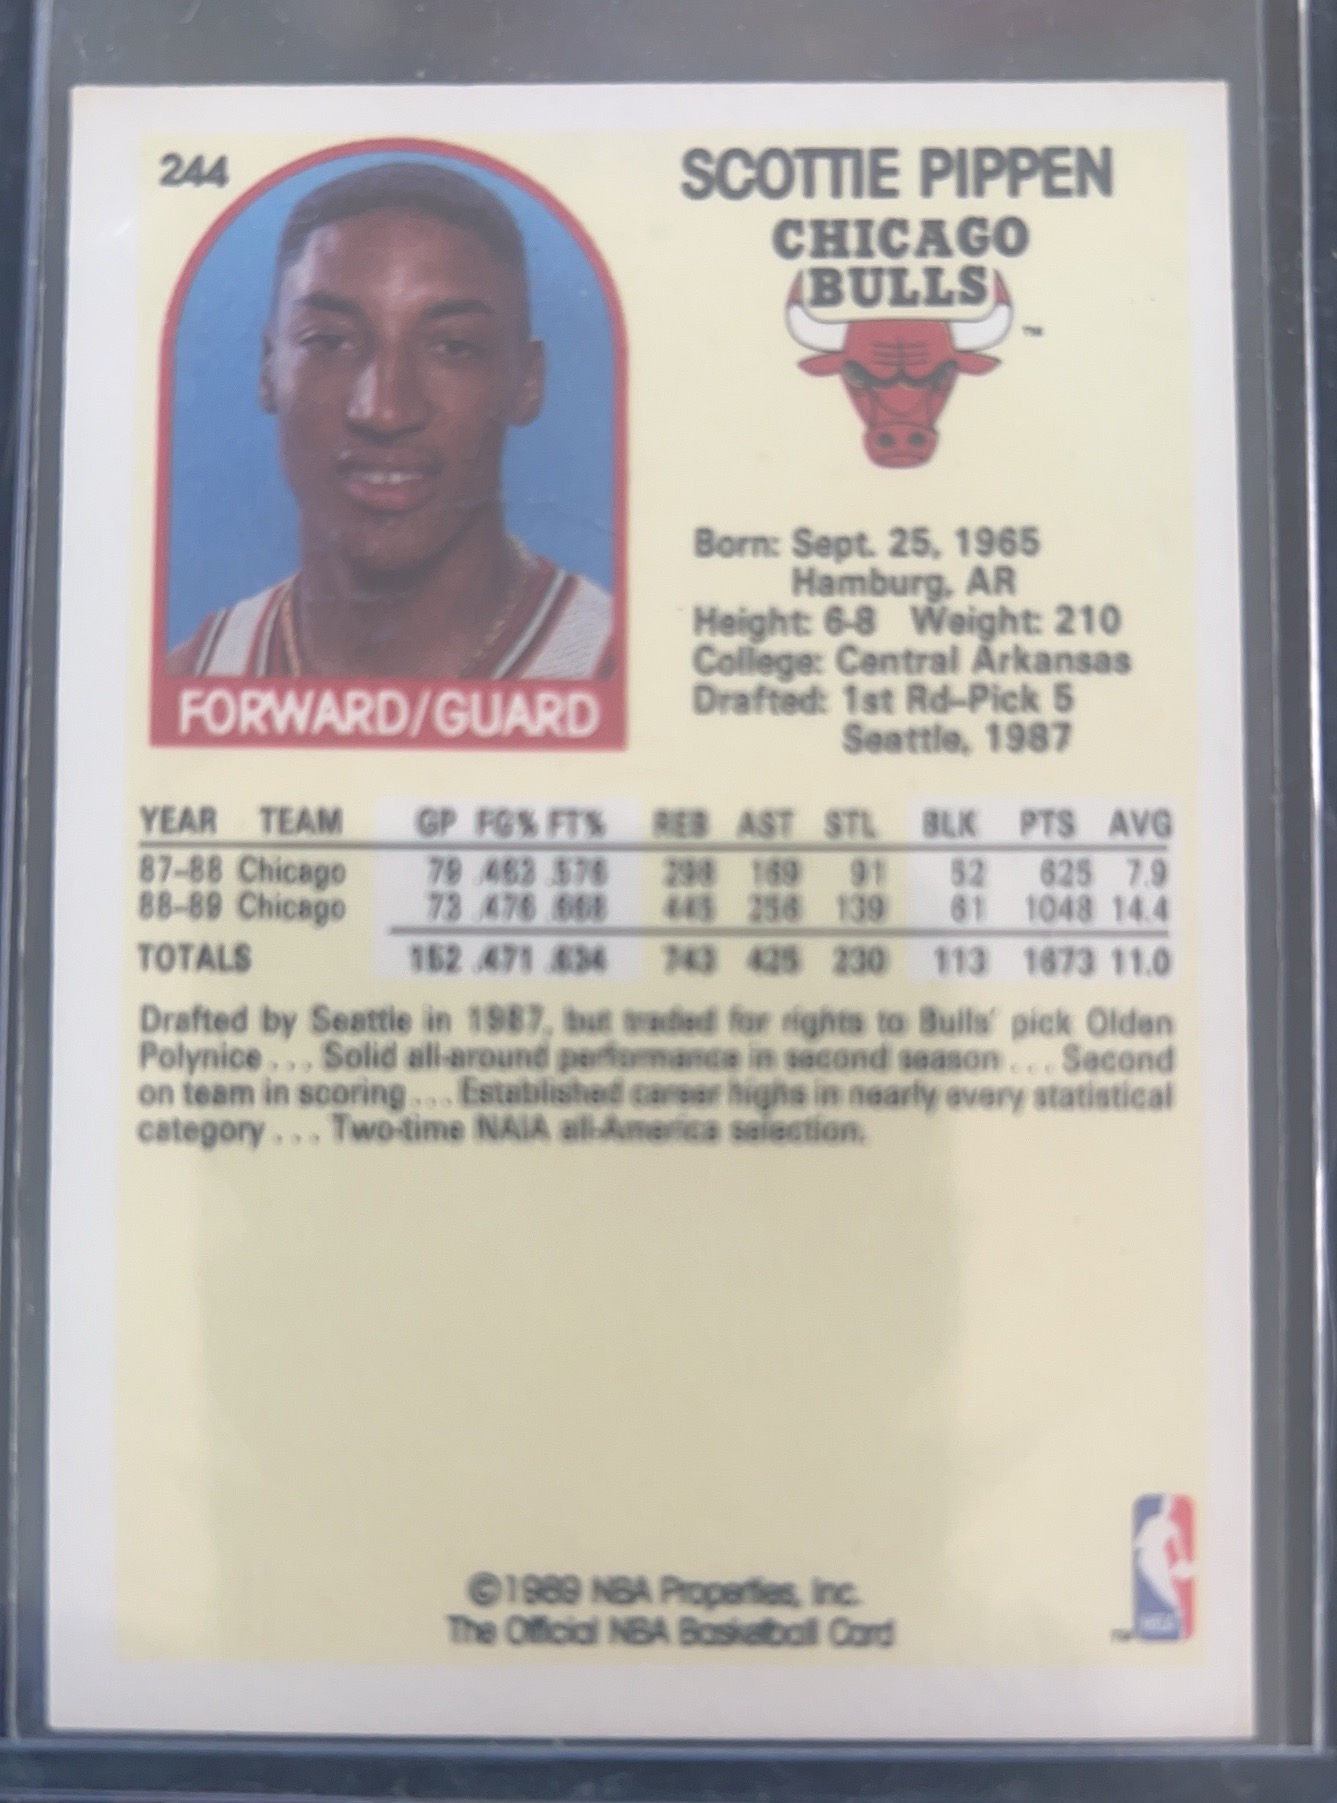 244
SCOTTIE PIPPEN
CHICAGO
BULLS
TM
FORWARD/GUARD
Born: Sept. 25, 1965
Hamburg, AR
Height: 6-8 Weight: 210
College: Central Arkansas
Drafted: 1st Rd–Pick 5
Seattle, 1987
YEAR TEAM GP FG% FT% REB AST STL BLK PTS AVG
87–88 Chicago 79 .463 .576 298 169 91 52 625 7.9
88–89 Chicago 73 .476 .668 445 256 139 61 1048 14.4
TOTALS 152 .471 .634 743 425 230 113 1673 11.0
Drafted by Seattle in 1987, but traded for rights to Bulls' pick Olden
Polynice . . . Solid all-around performance in second season . . . Second
on team in scoring . . . Established career highs in nearly every statistical
category . . . Two-time NAIA all-America selection.
©1989 NBA Properties, Inc.
The Official NBA Basketball Card
TM
NBA